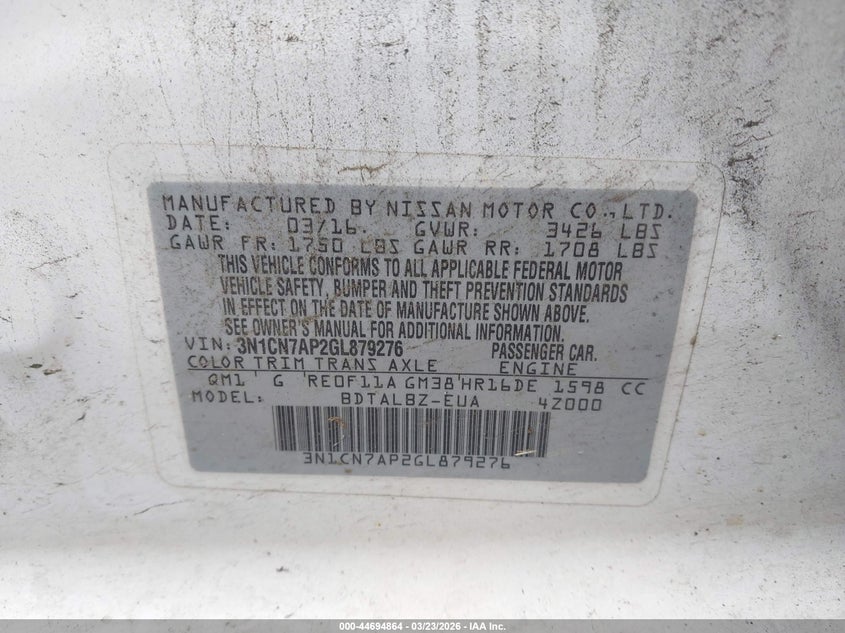 MANUFACTURED BY NISSAN MOTOR CO., LTD.
DATE: 03/16. GVWR: 3426 LBS
GAWR FR: 1750 LBS GAWR RR: 1708 LBS
THIS VEHICLE CONFORMS TO ALL APPLICABLE FEDERAL MOTOR
VEHICLE SAFETY, BUMPER AND THEFT PREVENTION STANDARDS
IN EFFECT ON THE DATE OF MANUFACTURE SHOWN ABOVE.
SEE OWNER'S MANUAL FOR ADDITIONAL INFORMATION.
VIN: 3N1CN7AP2GL879276 PASSENGER CAR.
COLOR TRIM TRANS AXLE ENGINE
QM1 ' G 'RE0F11A GM38'HR16DE 1598 CC
MODEL: BDTALBZ-EUA 4Z000
3N1CN7AP2GL879276
000-44694864 | 03/23/2026 - IAA Inc.